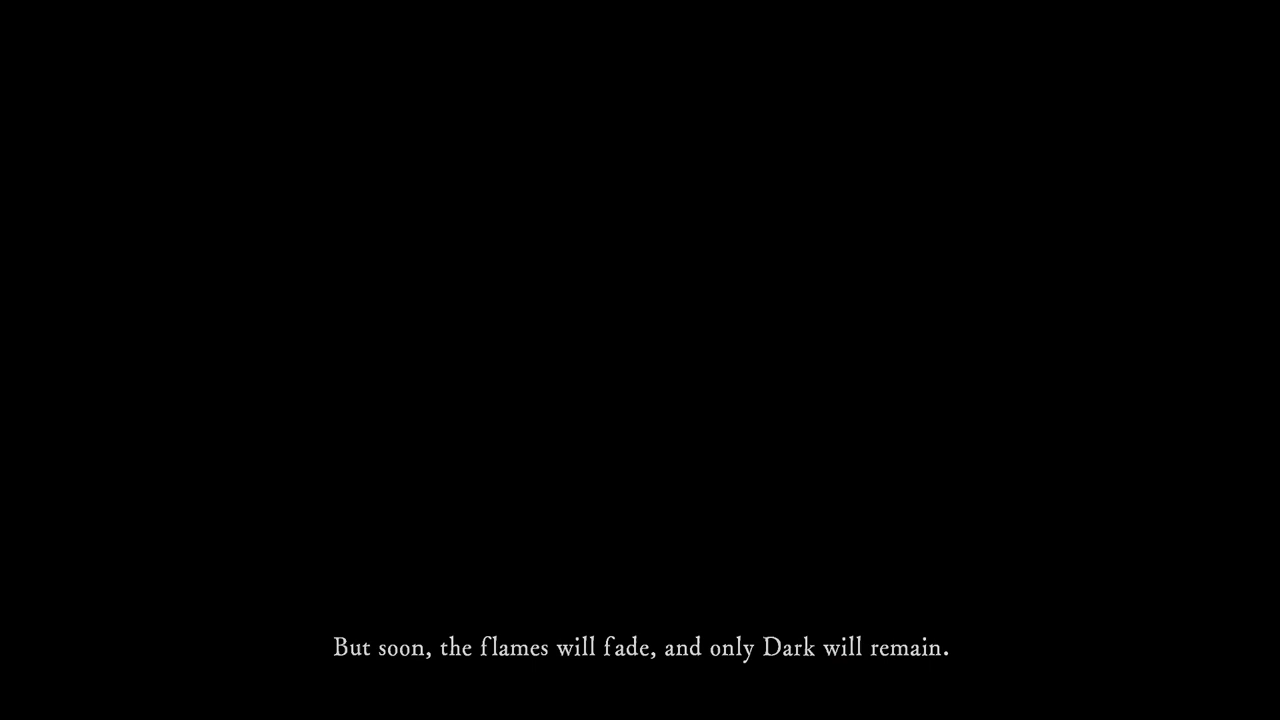 But soon, the flames will fade, and only Dark will remain.